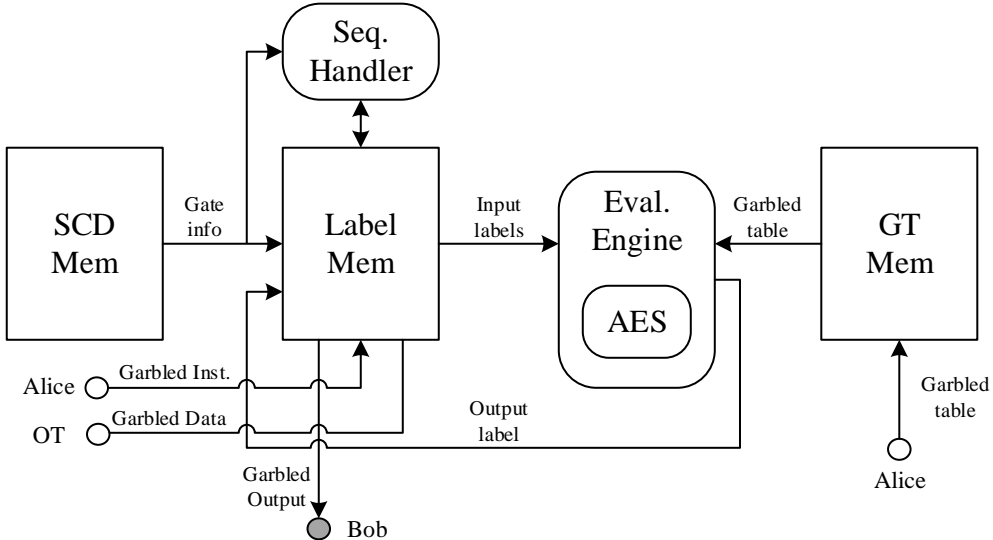 Seq.
Handler
SCD
Mem
Gate
info
Label
Mem
Input
labels
Eval.
Engine
AES
Garbled
table
GT
Mem
Alice
Garbled Inst.
OT
Garbled Data
Output
label
Garbled
table
Alice
Garbled
Output
Bob